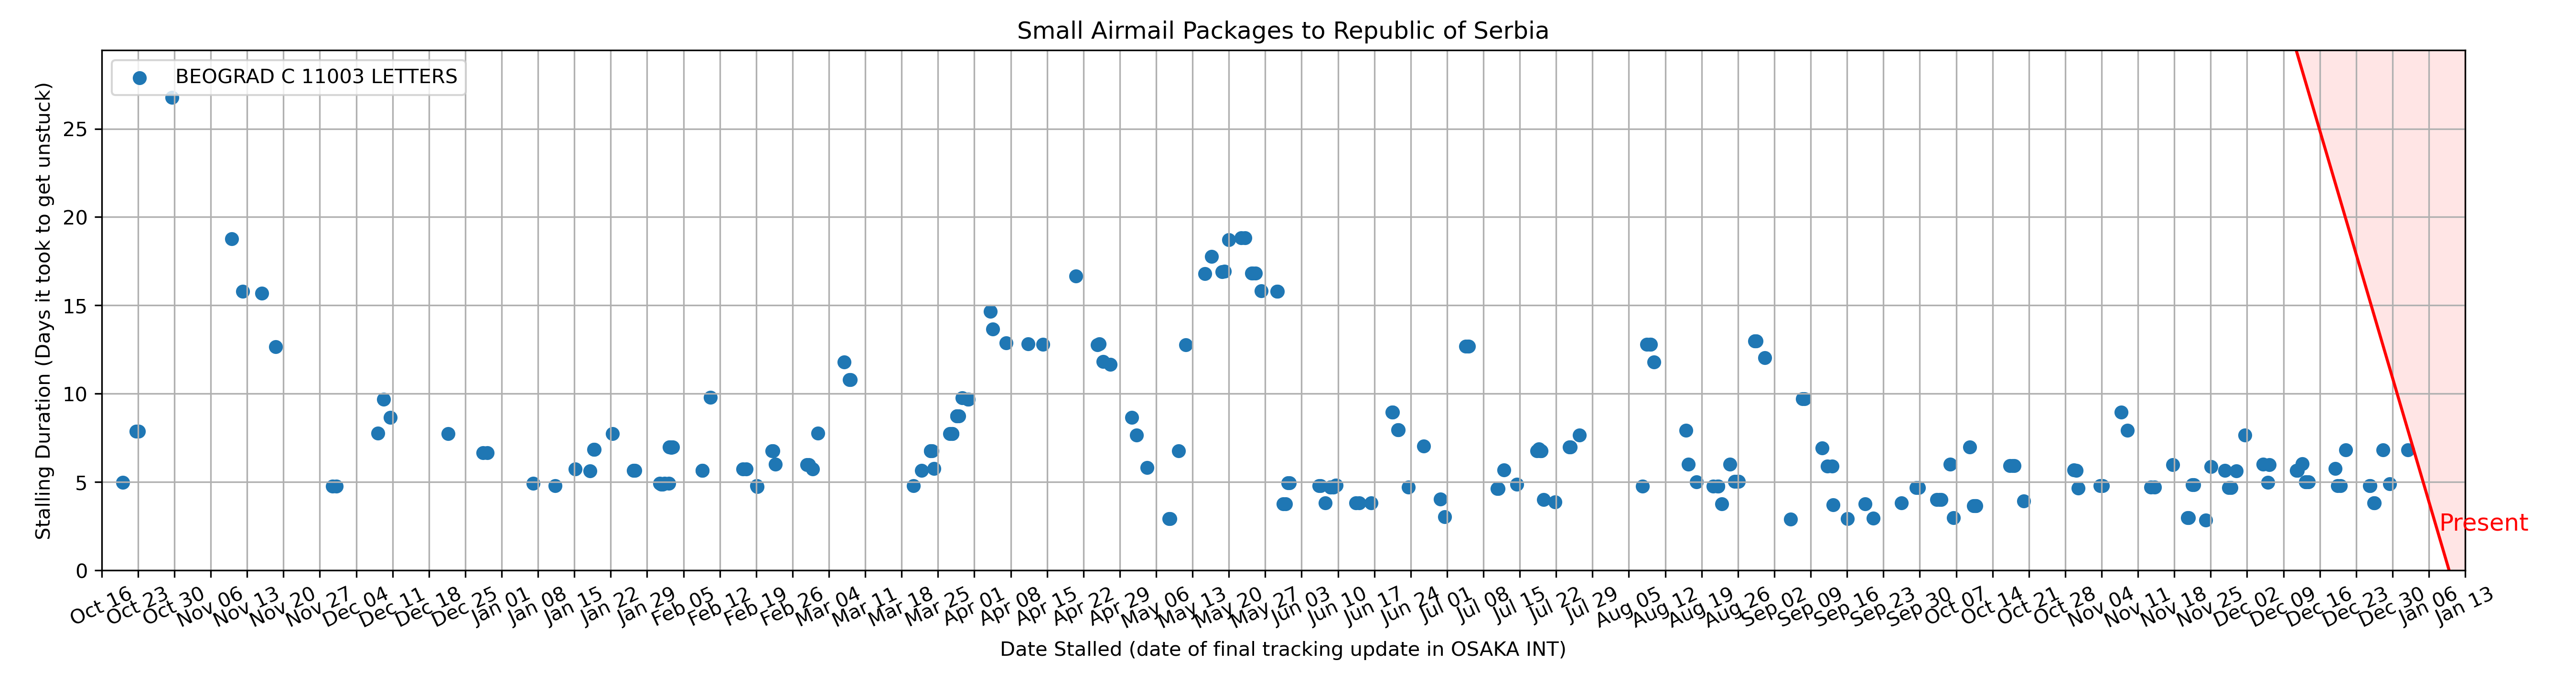 Small Airmail Packages to Republic of Serbia
BEOGRAD C 11003 LETTERS
Stalling Duration (Days it took to get unstuck)
25
20
15
10
5
0
Present
Oct 16 Oct 23 Oct 30 Nov 06 Nov 13 Nov 20 Nov 27 Dec 04 Dec 11 Dec 18 Dec 25 Jan 01 Jan 08 Jan 15 Jan 22 Jan 29 Feb 05 Feb 12 Feb 19 Feb 26 Mar 04 Mar 11 Mar 18 Mar 25 Apr 01 Apr 08 Apr 15 Apr 22 Apr 29 May 06 May 13 May 20 May 27 Jun 03 Jun 10 Jun 17 Jun 24 Jul 01 Jul 08 Jul 15 Jul 22 Jul 29 Aug 05 Aug 12 Aug 19 Aug 26 Sep 02 Sep 09 Sep 16 Sep 23 Sep 30 Oct 07 Oct 14 Oct 21 Oct 28 Nov 04 Nov 11 Nov 18 Nov 25 Dec 02 Dec 09 Dec 16 Dec 23 Dec 30 Jan 06 Jan 13
Date Stalled (date of final tracking update in OSAKA INT)